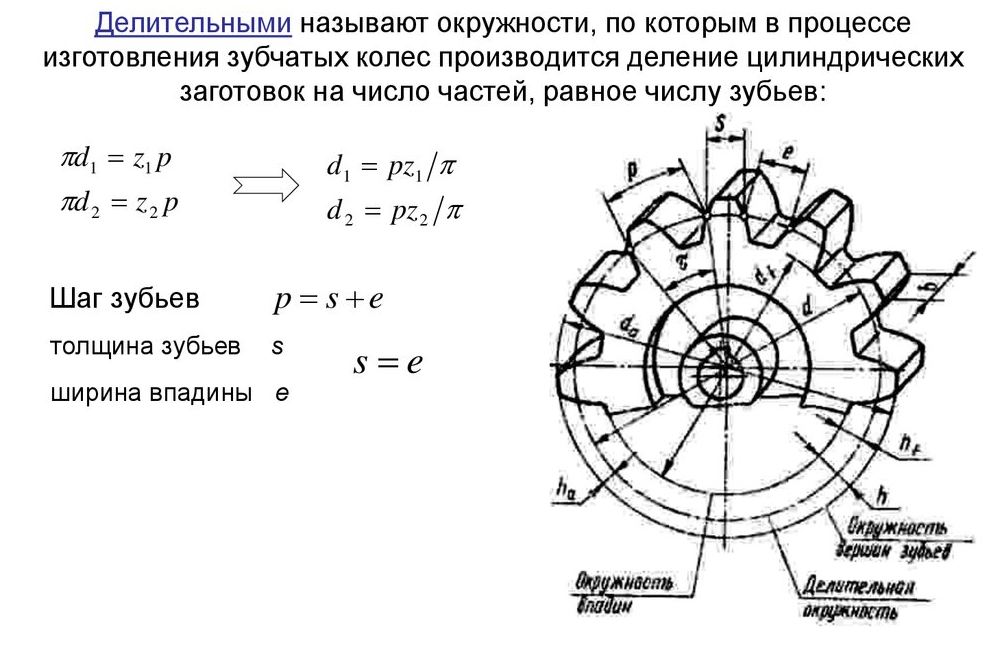 Делительными называют окружности, по которым в процессе
изготовления зубчатых колес производится деление цилиндрических
заготовок на число частей, равное числу зубьев:
πd₁ = z₁p
πd₂ = z₂p
d₁ = pz₁/π
d₂ = pz₂/π
Шаг зубьев p = s + e
толщина зубьев s
s = e
ширина впадины e
S
e
p
τ
df
d
b
da
hf
ha
h
Окружность
вершин зубьев
Окружность
впадин
Делительная
окружность